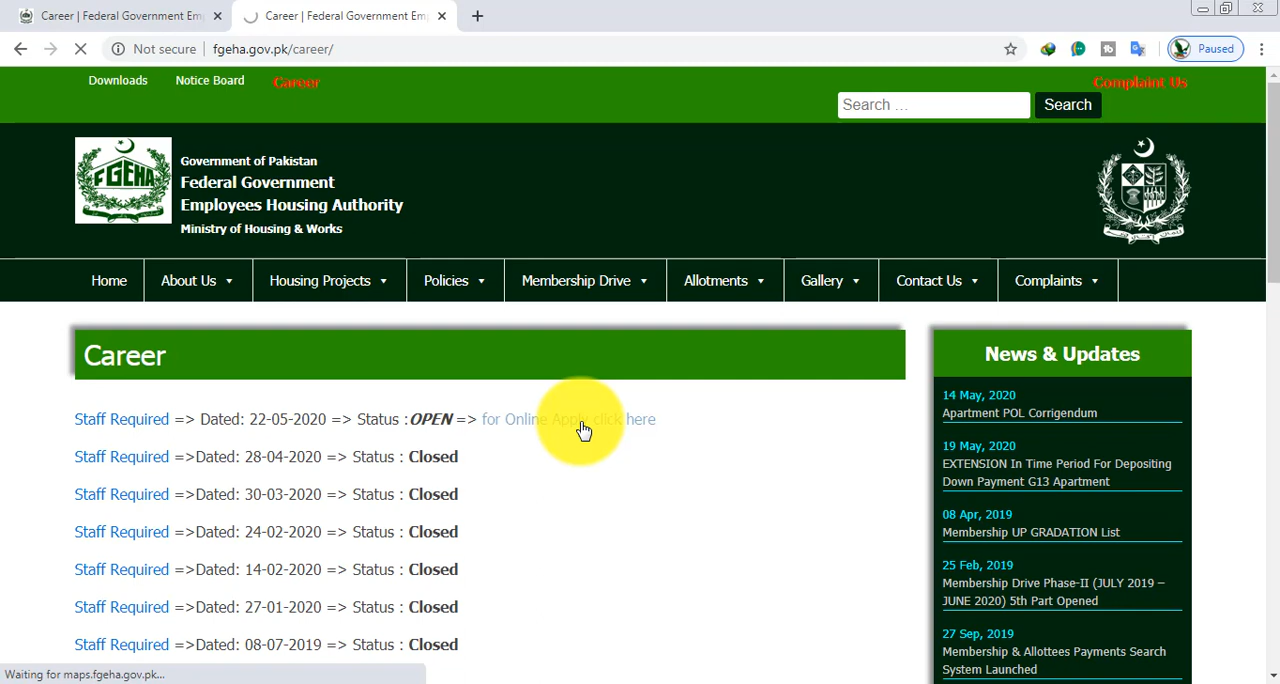 Career | Federal Government Em
Career | Federal Government Em
Not secure
fgeha.gov.pk/career/
Paused
Downloads
Notice Board
Career
Complaint Us
Search …
Search
FGEHA
Government of Pakistan
Federal Government
Employees Housing Authority
Ministry of Housing & Works
Home
About Us
Housing Projects
Policies
Membership Drive
Allotments
Gallery
Contact Us
Complaints
Career
Staff Required => Dated: 22-05-2020 => Status :OPEN => for Online Apply click here
Staff Required =>Dated: 28-04-2020 => Status : Closed
Staff Required =>Dated: 30-03-2020 => Status : Closed
Staff Required =>Dated: 24-02-2020 => Status : Closed
Staff Required =>Dated: 14-02-2020 => Status : Closed
Staff Required =>Dated: 27-01-2020 => Status : Closed
Staff Required =>Dated: 08-07-2019 => Status : Closed
News & Updates
14 May, 2020
Apartment POL Corrigendum
19 May, 2020
EXTENSION In Time Period For Depositing
Down Payment G13 Apartment
08 Apr, 2019
Membership UP GRADATION List
25 Feb, 2019
Membership Drive Phase-II (JULY 2019 –
JUNE 2020) 5th Part Opened
27 Sep, 2019
Membership & Allottees Payments Search
System Launched
Waiting for maps.fgeha.gov.pk...